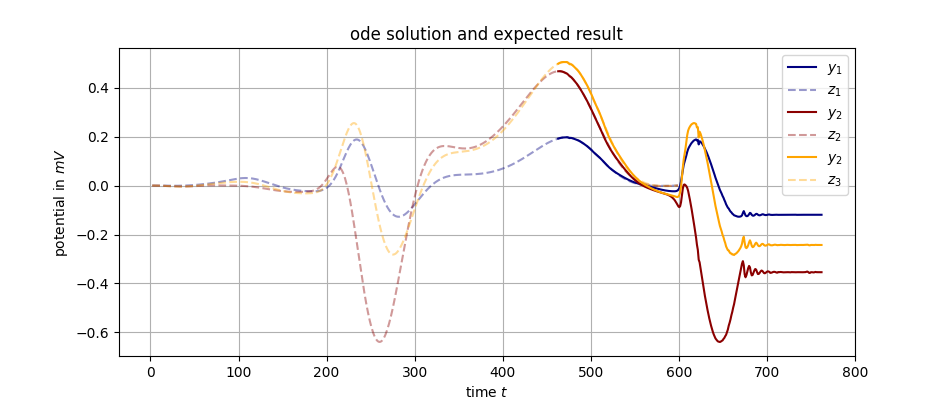 ode solution and expected result
potential in mV
0.4
0.2
0.0
−0.2
−0.4
−0.6
y₁
z₁
y₂
z₂
y₂
z₃
0 100 200 300 400 500 600 700 800
time t